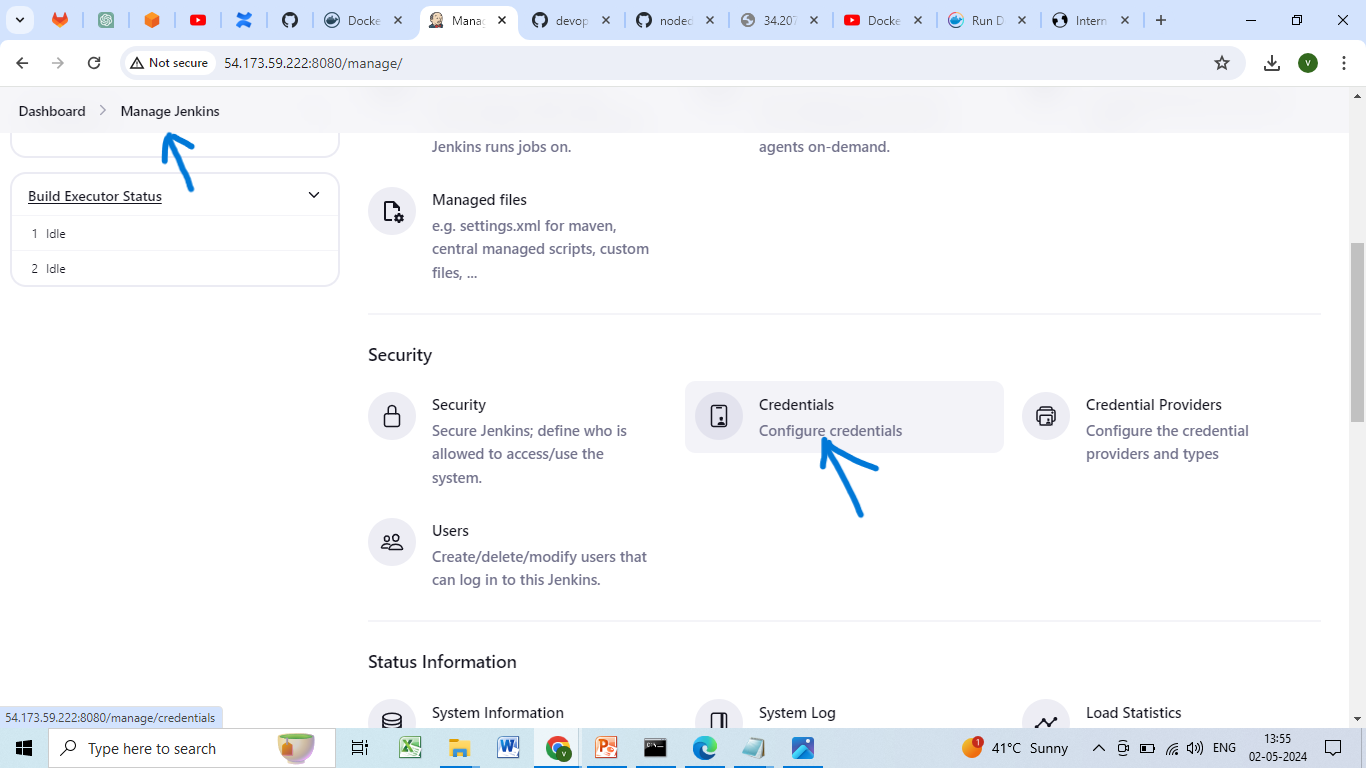 Docke
Manag
devop
noded
34.207
Docke
Run D
Intern
Not secure
54.173.59.222:8080/manage/
V
Dashboard
Manage Jenkins
Jenkins runs jobs on.
agents on-demand.
Build Executor Status
1 Idle
2 Idle
Managed files
e.g. settings.xml for maven,
central managed scripts, custom
files, ...
Security
Security
Secure Jenkins; define who is
allowed to access/use the
system.
Credentials
Configure credentials
Credential Providers
Configure the credential
providers and types
Users
Create/delete/modify users that
can log in to this Jenkins.
Status Information
System Information
System Log
Load Statistics
54.173.59.222:8080/manage/credentials
Type here to search
1
41°C Sunny
ENG
13:55
02-05-2024